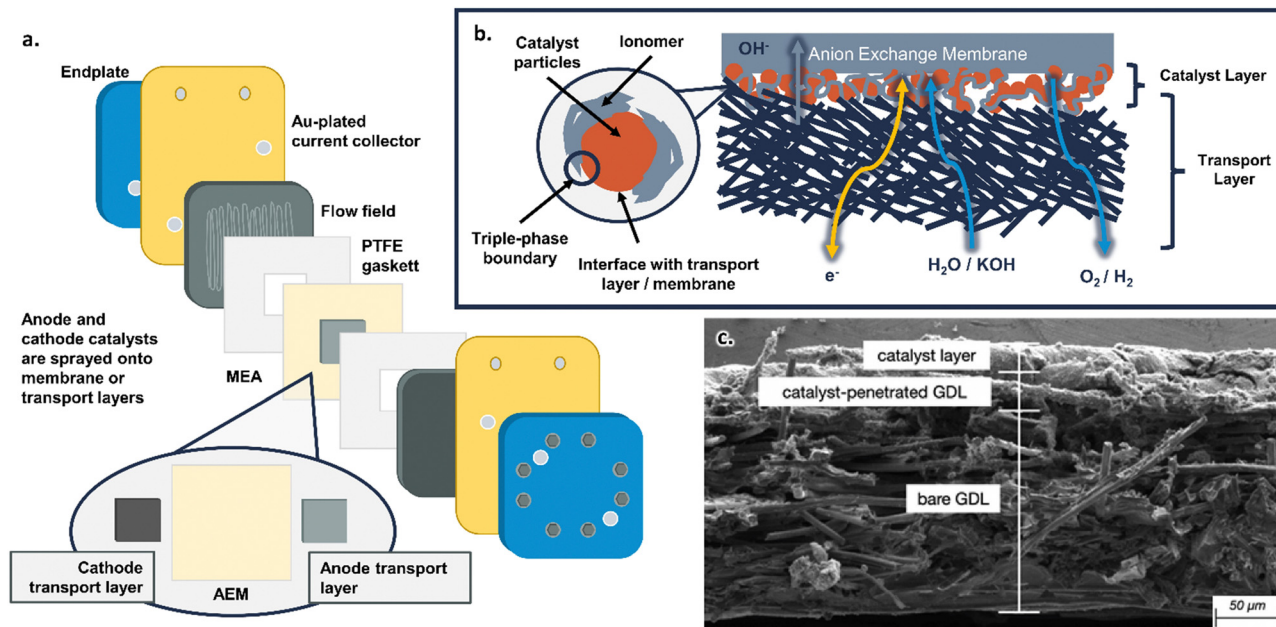 a.
Endplate
Au-plated
current collector
Flow field
PTFE
gaskett
Anode and
cathode catalysts
are sprayed onto
membrane or
transport layers
MEA
Cathode
transport layer
AEM
Anode transport
layer
b.
Catalyst
particles
Ionomer
Triple-phase
boundary
Interface with transport
layer / membrane
OH⁻
Anion Exchange Membrane
Catalyst
Layer
Transport
Layer
e⁻
H₂O / KOH
O₂ / H₂
c.
catalyst layer
catalyst-penetrated GDL
bare GDL
50 µm